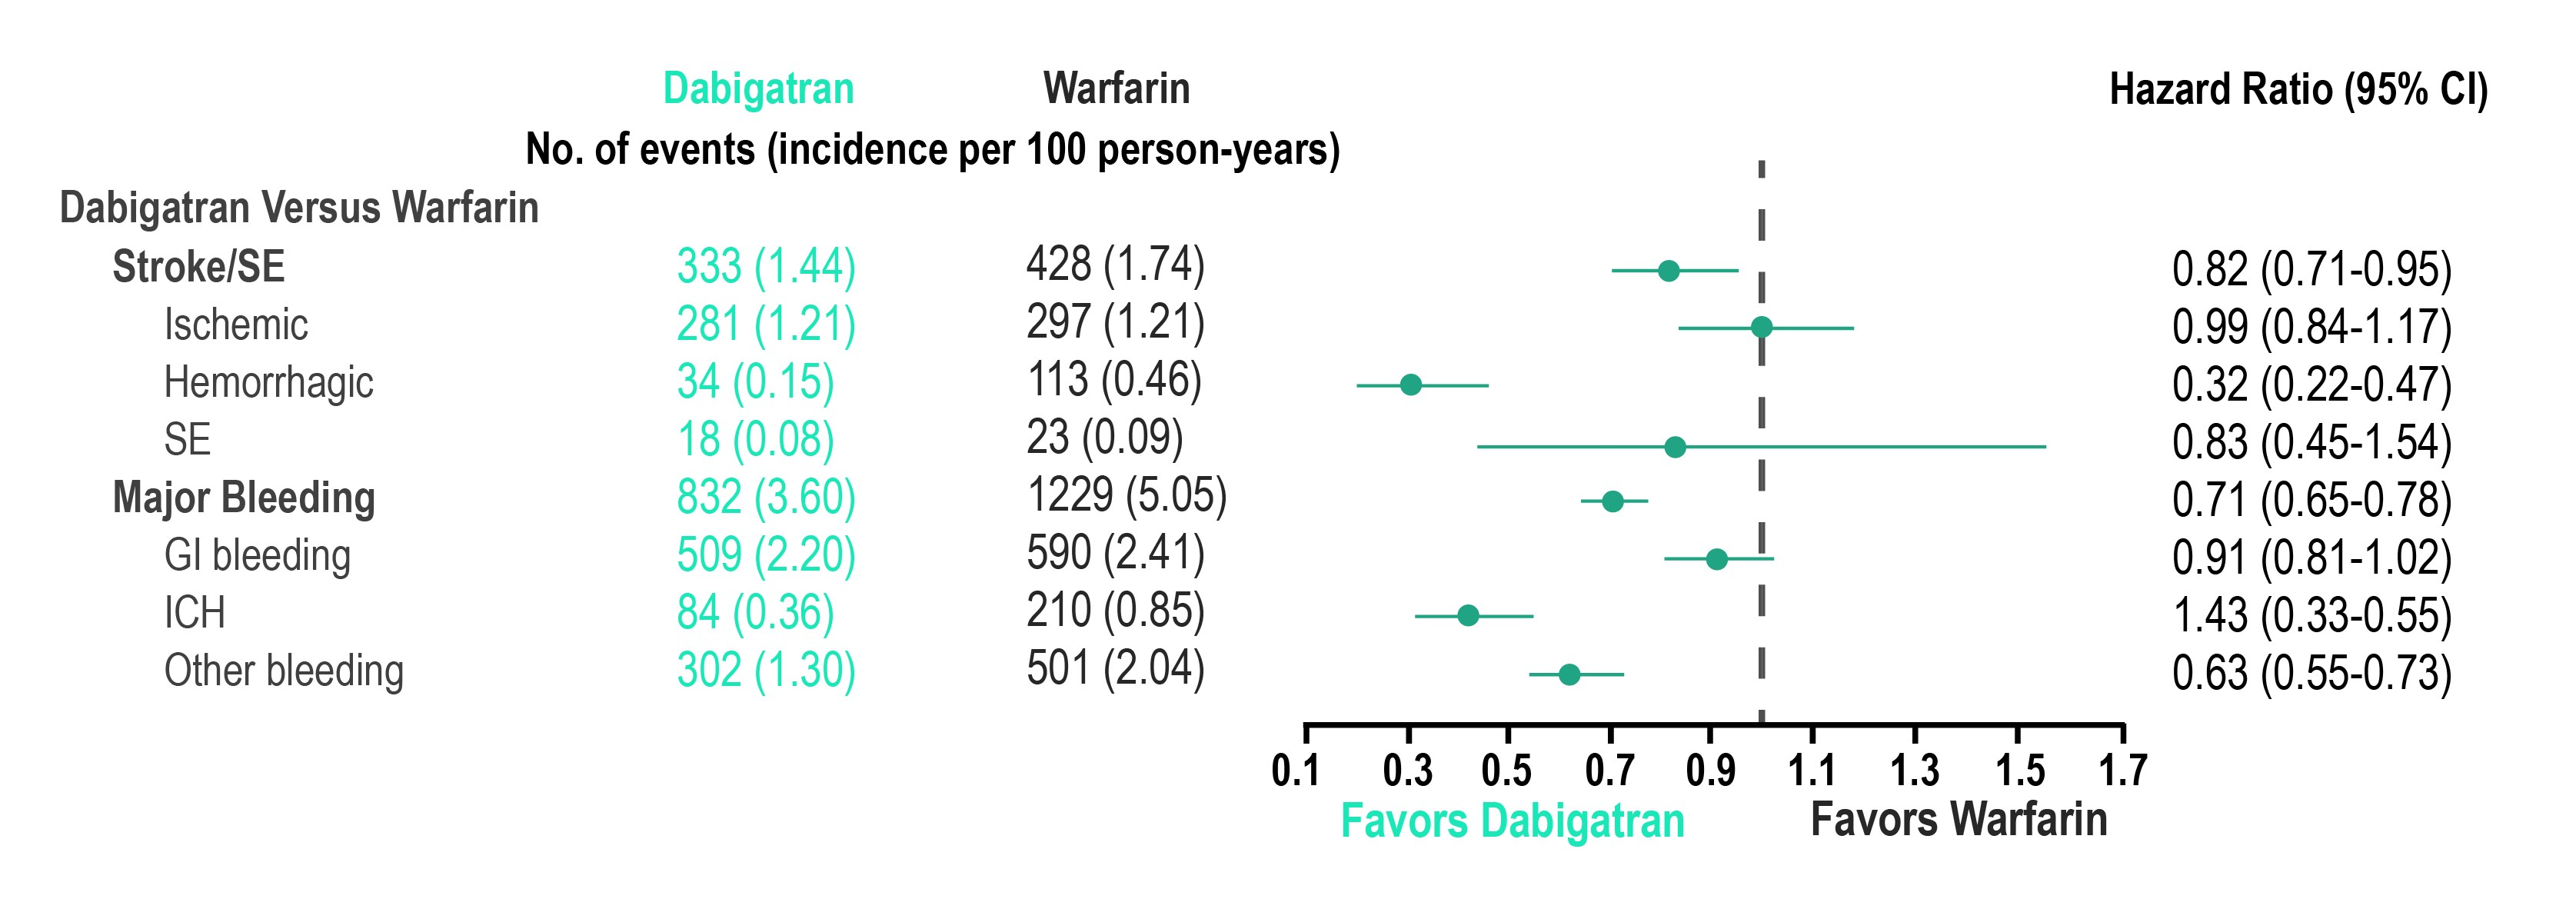 Dabigatran Warfarin Hazard Ratio (95% CI)
No. of events (incidence per 100 person-years)
Dabigatran Versus Warfarin
Stroke/SE 333 (1.44) 428 (1.74) 0.82 (0.71-0.95)
Ischemic 281 (1.21) 297 (1.21) 0.99 (0.84-1.17)
Hemorrhagic 34 (0.15) 113 (0.46) 0.32 (0.22-0.47)
SE 18 (0.08) 23 (0.09) 0.83 (0.45-1.54)
Major Bleeding 832 (3.60) 1229 (5.05) 0.71 (0.65-0.78)
GI bleeding 509 (2.20) 590 (2.41) 0.91 (0.81-1.02)
ICH 84 (0.36) 210 (0.85) 1.43 (0.33-0.55)
Other bleeding 302 (1.30) 501 (2.04) 0.63 (0.55-0.73)
0.1 0.3 0.5 0.7 0.9 1.1 1.3 1.5 1.7
Favors Dabigatran Favors Warfarin